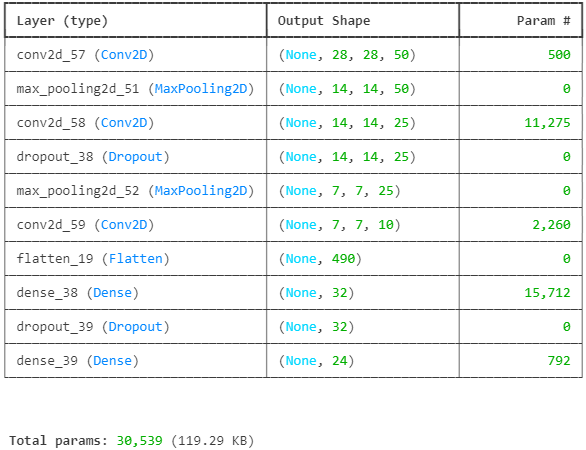 Layer (type) Output Shape Param #
conv2d_57 (Conv2D) (None, 28, 28, 50) 500
max_pooling2d_51 (MaxPooling2D) (None, 14, 14, 50) 0
conv2d_58 (Conv2D) (None, 14, 14, 25) 11,275
dropout_38 (Dropout) (None, 14, 14, 25) 0
max_pooling2d_52 (MaxPooling2D) (None, 7, 7, 25) 0
conv2d_59 (Conv2D) (None, 7, 7, 10) 2,260
flatten_19 (Flatten) (None, 490) 0
dense_38 (Dense) (None, 32) 15,712
dropout_39 (Dropout) (None, 32) 0
dense_39 (Dense) (None, 24) 792
Total params: 30,539 (119.29 KB)